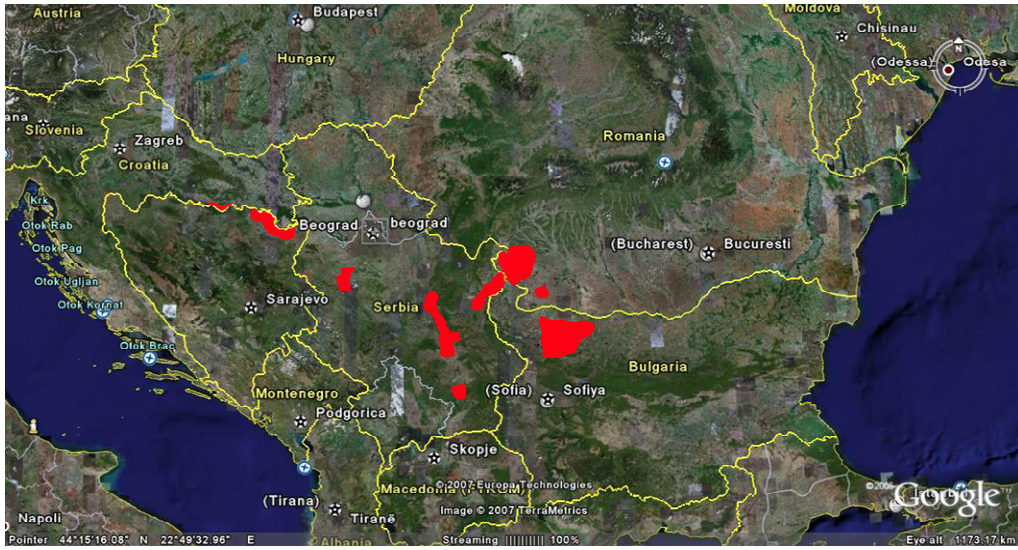 Austria
Budapest
Moldova
Chisinau
N
Hungary
(Odessa)
Odesa
ana
Slovenia
Zagreb
Romania
Croatia
Krk
Otok Rab
Beograd
beograd
Otok Pag
(Bucharest)
Bucuresti
Otok Ugljan
Sarajevo
Otok Kornat
Serbia
Otok Brac
Bulgaria
Montenegro
(Sofia)
Sofiya
Podgorica
Skopje
© 2007 Europa Technologies
Macedonia (FYROM)
Google
(Tirana)
Image © 2007 TerraMetrics
Napoli
Tiranë
Albania
Pointer 44°15'16.08" N 22°49'32.96" E
Streaming |||||||||| 100%
Eye alt 1173.17 km